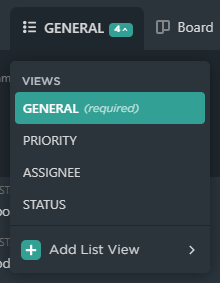 GENERAL 4 Board
VIEWS
GENERAL (required)
PRIORITY
ASSIGNEE
STATUS
Add List View